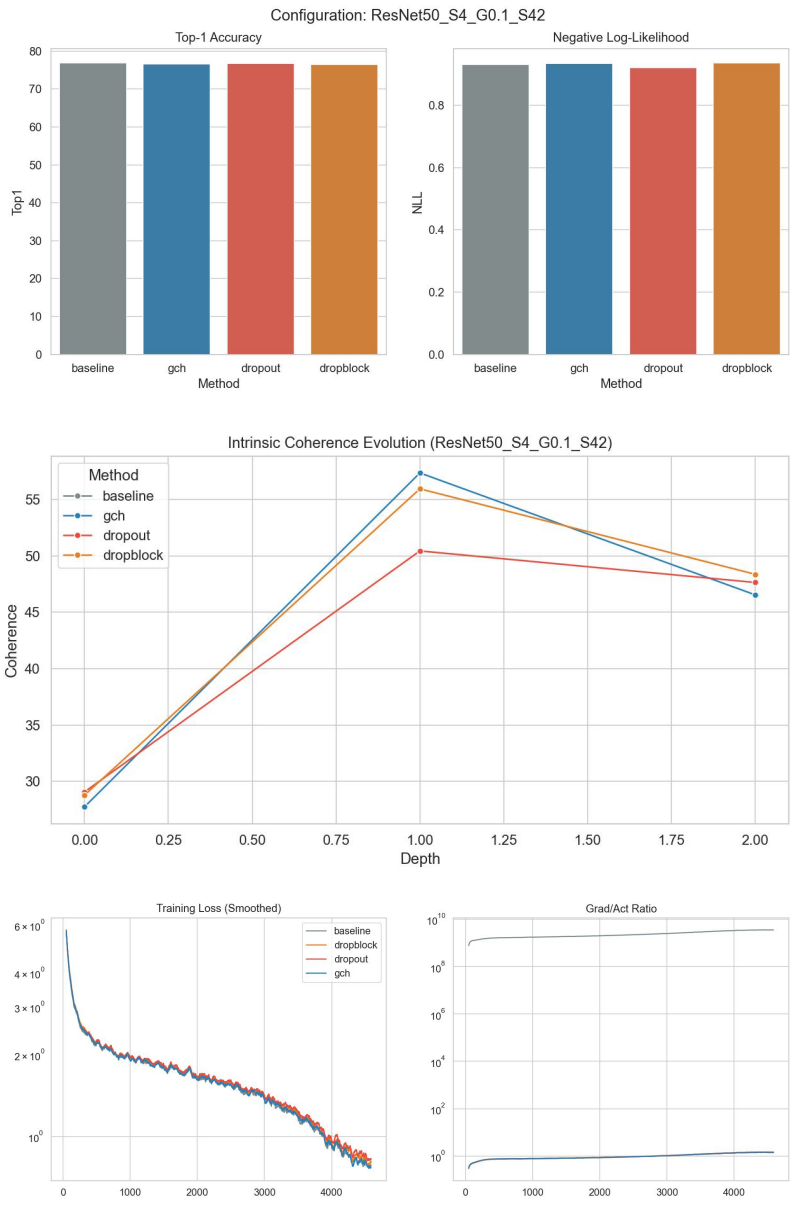 Configuration: ResNet50_S4_G0.1_S42
Top-1 Accuracy
80
70
60
50
40
30
20
10
0
Top1
baseline gch dropout dropblock
Method
Negative Log-Likelihood
0.8
0.6
0.4
0.2
0.0
NLL
baseline gch dropout dropblock
Method
Intrinsic Coherence Evolution (ResNet50_S4_G0.1_S42)
Method
baseline
gch
dropout
dropblock
55
50
45
40
35
30
Coherence
0.00 0.25 0.50 0.75 1.00 1.25 1.50 1.75 2.00
Depth
Training Loss (Smoothed)
baseline
dropblock
dropout
gch
6 × 10⁰
4 × 10⁰
3 × 10⁰
2 × 10⁰
10⁰
0 1000 2000 3000 4000
Grad/Act Ratio
10¹⁰
10⁸
10⁶
10⁴
10²
10⁰
0 1000 2000 3000 4000